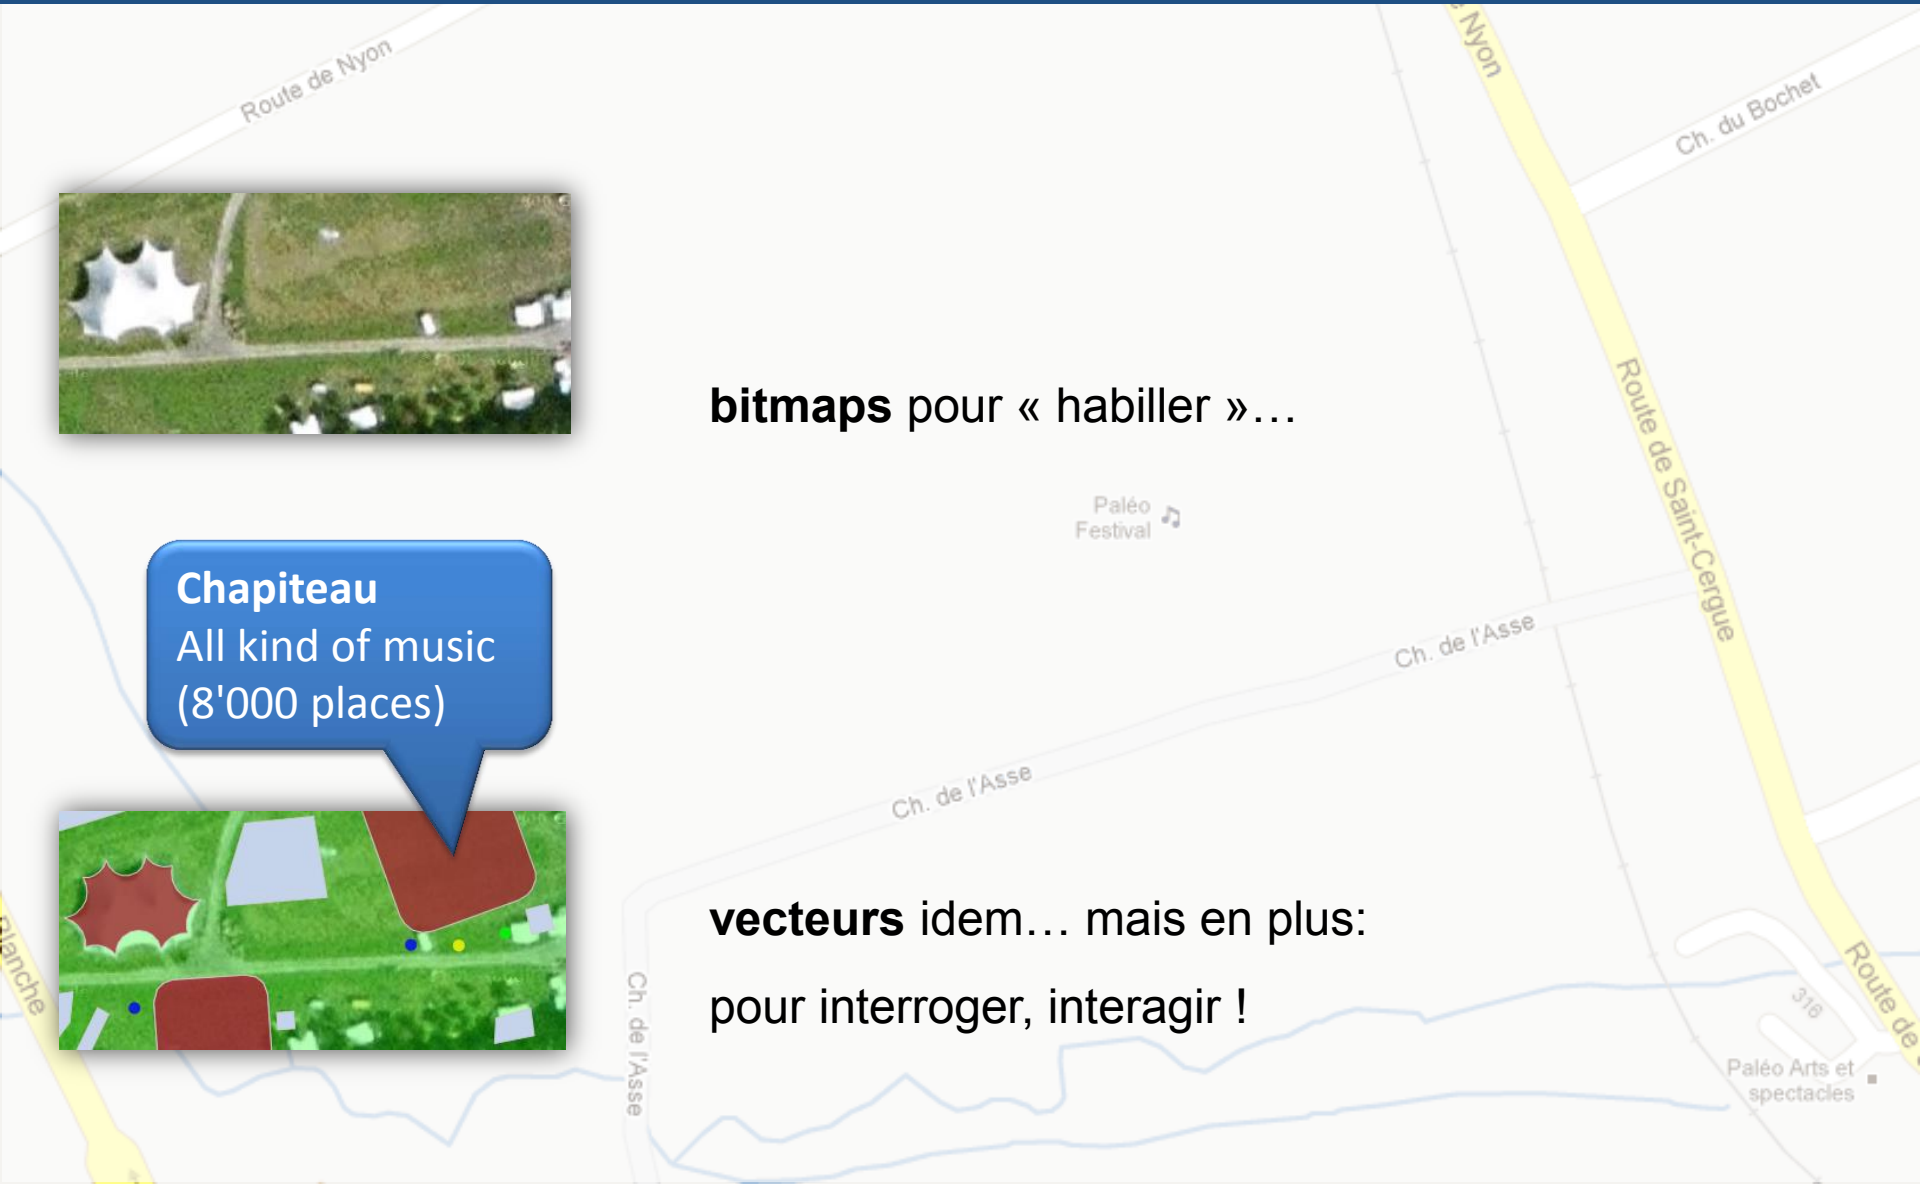 Route de Nyon
Nyon
Ch. du Bochet
bitmaps pour « habiller »…
Route de Saint-Cergue
Paléo
Festival
Chapiteau
All kind of music
(8'000 places)
Ch. de l'Asse
Ch. de l'Asse
vecteurs idem… mais en plus:
pour interroger, interagir !
Ch. de l'Asse
Route de
316
Paléo Arts et
spectacles